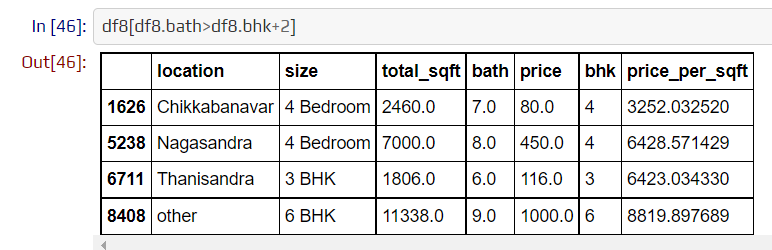 In [46]: df8[df8.bath>df8.bhk+2]
Out[46]:
location size total_sqft bath price bhk price_per_sqft
1626 Chikkabanavar 4 Bedroom 2460.0 7.0 80.0 4 3252.032520
5238 Nagasandra 4 Bedroom 7000.0 8.0 450.0 4 6428.571429
6711 Thanisandra 3 BHK 1806.0 6.0 116.0 3 6423.034330
8408 other 6 BHK 11338.0 9.0 1000.0 6 8819.897689